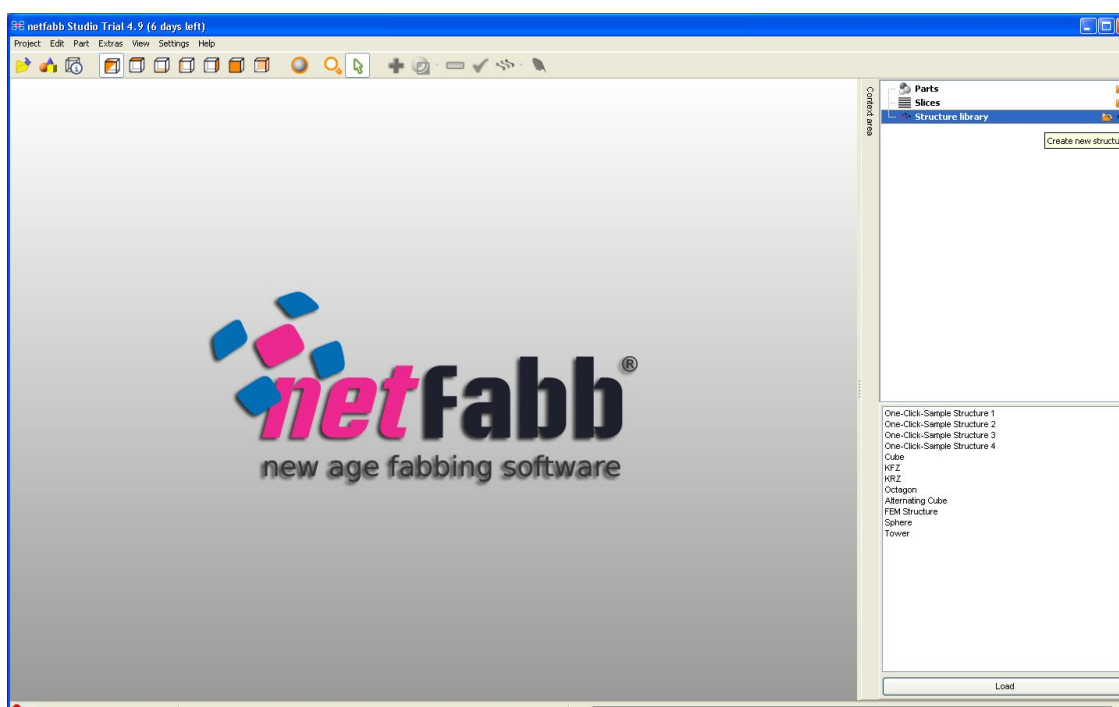 netfabb Studio Trial 4.9 (6 days left)
Project Edit Part Extras View Settings Help
Context area
Parts
Slices
Structure library
Create new structu
netfabb®
new age fabbing software
One-Click-Sample Structure 1
One-Click-Sample Structure 2
One-Click-Sample Structure 3
One-Click-Sample Structure 4
Cube
KFZ
KRZ
Octagon
Alternating Cube
FEM Structure
Sphere
Tower
Load